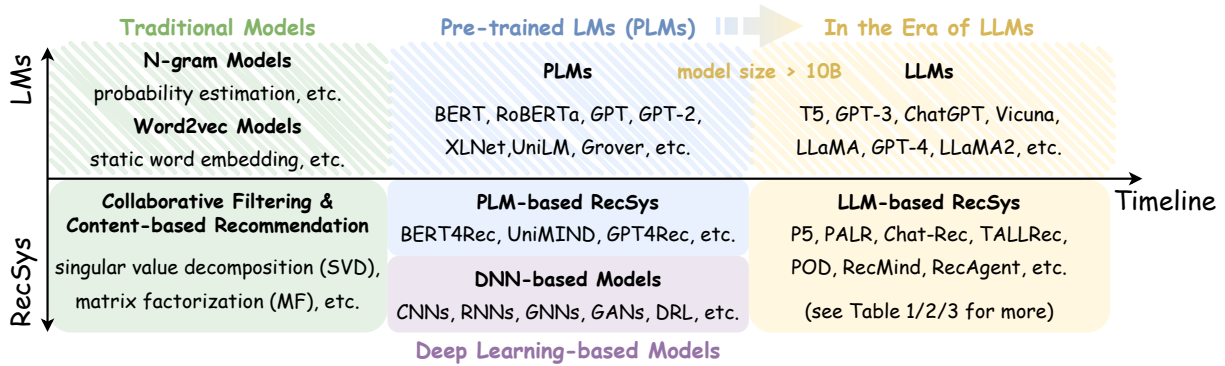 Traditional Models
Pre-trained LMs (PLMs)
In the Era of LLMs
LMs
N-gram Models
probability estimation, etc.
Word2vec Models
static word embedding, etc.
PLMs
BERT, RoBERTa, GPT, GPT-2,
XLNet,UniLM, Grover, etc.
model size > 10B
LLMs
T5, GPT-3, ChatGPT, Vicuna,
LLaMA, GPT-4, LLaMA2, etc.
Timeline
RecSys
Collaborative Filtering &
Content-based Recommendation
singular value decomposition (SVD),
matrix factorization (MF), etc.
PLM-based RecSys
BERT4Rec, UniMIND, GPT4Rec, etc.
DNN-based Models
CNNs, RNNs, GNNs, GANs, DRL, etc.
LLM-based RecSys
P5, PALR, Chat-Rec, TALLRec,
POD, RecMind, RecAgent, etc.
(see Table 1/2/3 for more)
Deep Learning-based Models